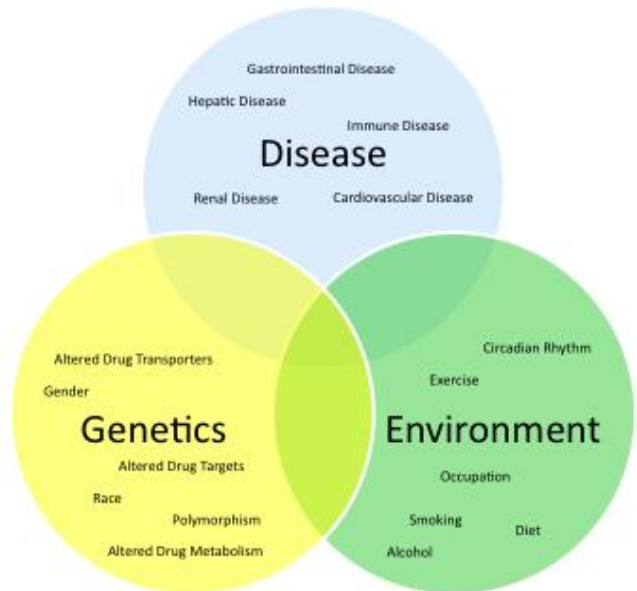 Gastrointestinal Disease
Hepatic Disease
Immune Disease
Disease
Renal Disease
Cardiovascular Disease
Altered Drug Transporters
Gender
Genetics
Altered Drug Targets
Race
Polymorphism
Altered Drug Metabolism
Circadian Rhythm
Exercise
Environment
Occupation
Smoking
Diet
Alcohol